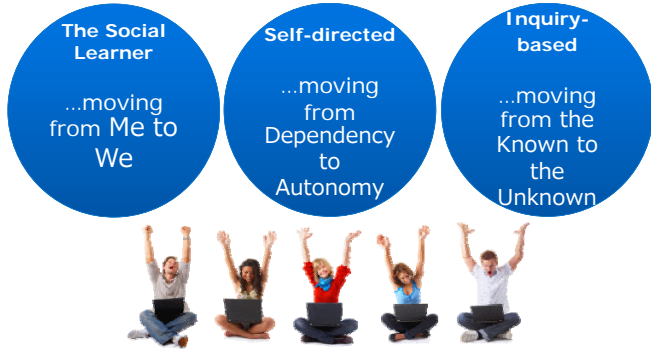 The Social
Learner
...moving
from Me to
We
Self-directed
...moving
from
Dependency
to
Autonomy
Inquiry-
based
...moving
from the
Known to
the
Unknown